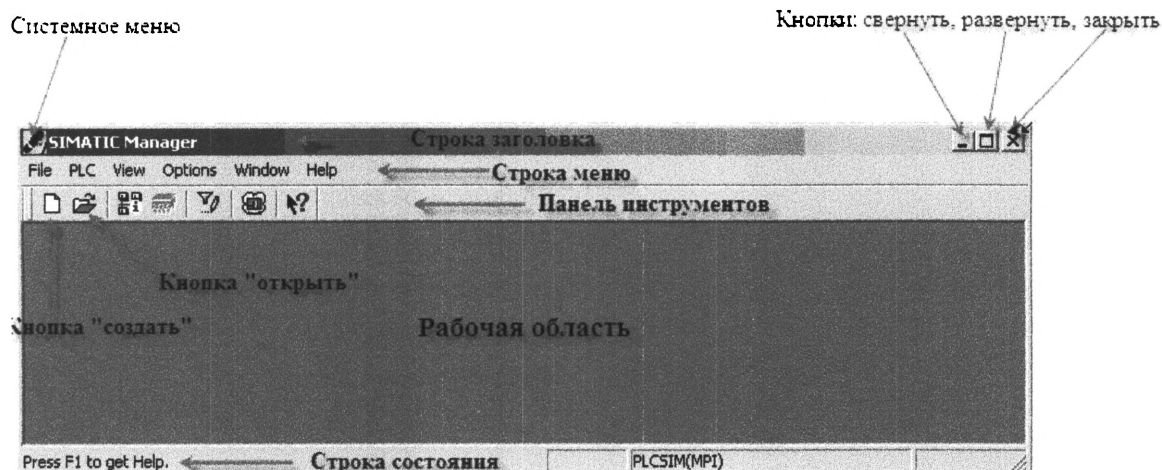 Системное меню
Кнопки: свернуть, развернуть, закрыть
SIMATIC Manager
Строка заголовка
File PLC View Options Window Help
Строка меню
Панель инструментов
Кнопка "открыть"
Кнопка "создать"
Рабочая область
Press F1 to get Help.
Строка состояния
PLCSIM(MPI)